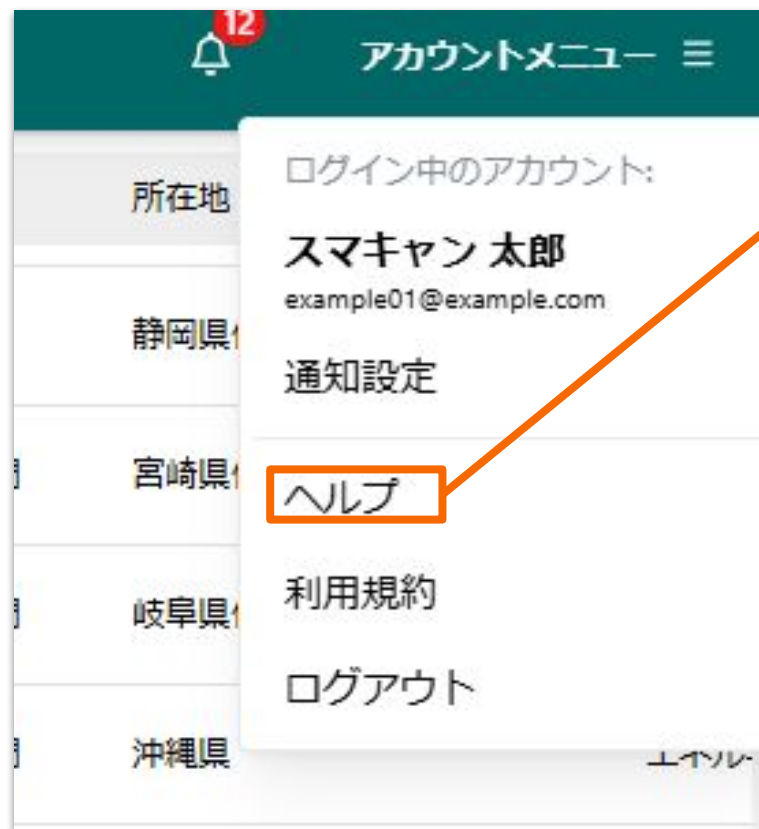 12
アカウントメニュー
所在地
ログイン中のアカウント:
スマキャン 太郎
example01@example.com
静岡県
通知設定
宮崎県
ヘルプ
利用規約
岐阜県
ログアウト
沖縄県
エネル